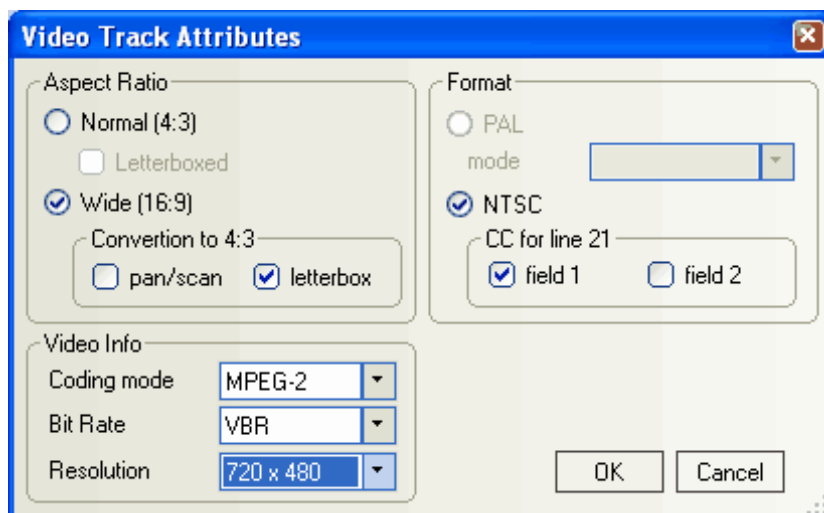 Video Track Attributes
Aspect Ratio
Normal (4:3)
Letterboxed
Wide (16:9)
Convertion to 4:3
pan/scan letterbox
Format
PAL
mode
NTSC
CC for line 21
field 1 field 2
Video Info
Coding mode MPEG-2
Bit Rate VBR
Resolution 720 x 480
OK Cancel